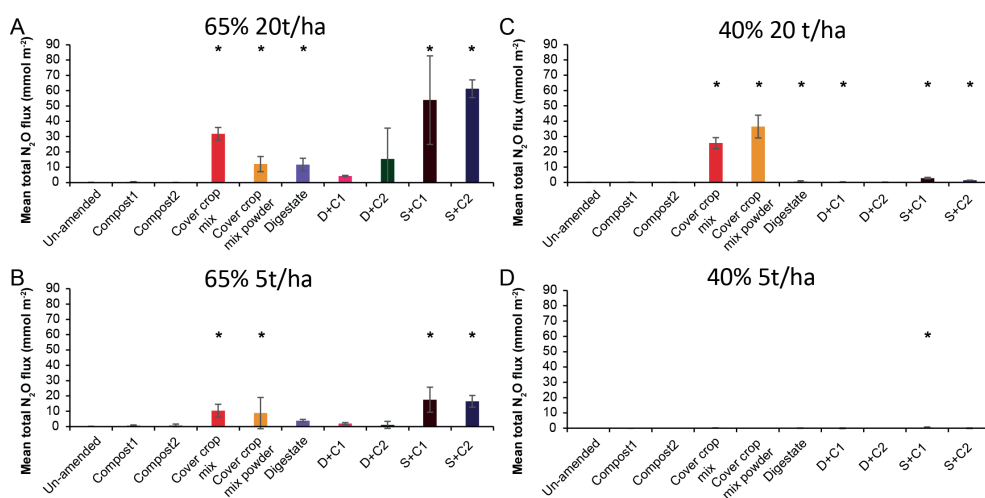 A
65% 20t/ha
Mean total N₂O flux (mmol m⁻²)
90
80
70
60
50
40
30
20
10
0
* * * * *
Un-amended
Compost1
Compost2
Cover crop
mix
Cover crop
mix powder
Digestate
D+C1
D+C2
S+C1
S+C2
C
40% 20 t/ha
Mean total N₂O flux (mmol m⁻²)
90
80
70
60
50
40
30
20
10
0
* * * * * *
Un-amended
Compost1
Compost2
Cover crop
mix
Cover crop
mix powder
Digestate
D+C1
D+C2
S+C1
S+C2
B
65% 5t/ha
Mean total N₂O flux (mmol m⁻²)
90
80
70
60
50
40
30
20
10
0
* * * *
Un-amended
Compost1
Compost2
Cover crop
mix
Cover crop
mix powder
Digestate
D+C1
D+C2
S+C1
S+C2
D
40% 5t/ha
Mean total N₂O flux (mmol m⁻²)
90
80
70
60
50
40
30
20
10
0
*
Un-amended
Compost1
Compost2
Cover crop
mix
Cover crop
mix powder
Digestate
D+C1
D+C2
S+C1
S+C2